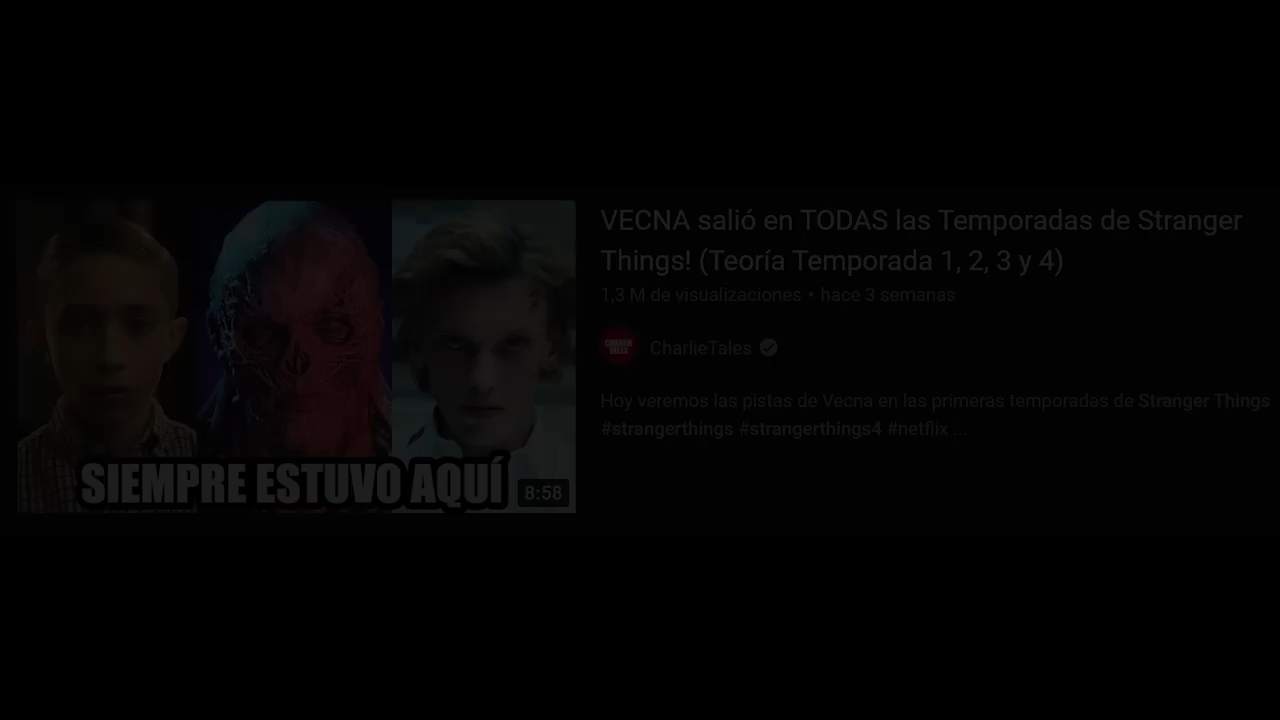 VECNA salió en TODAS las Temporadas de Stranger
Things! (Teoría Temporada 1, 2, 3 y 4)
1,3 M de visualizaciones • hace 3 semanas
CHARLIE
TALES
CharlieTales
Hoy veremos las pistas de Vecna en las primeras temporadas de Stranger Things
#strangerthings #strangerthings4 #netflix ...
SIEMPRE ESTUVO AQUÍ
8:58